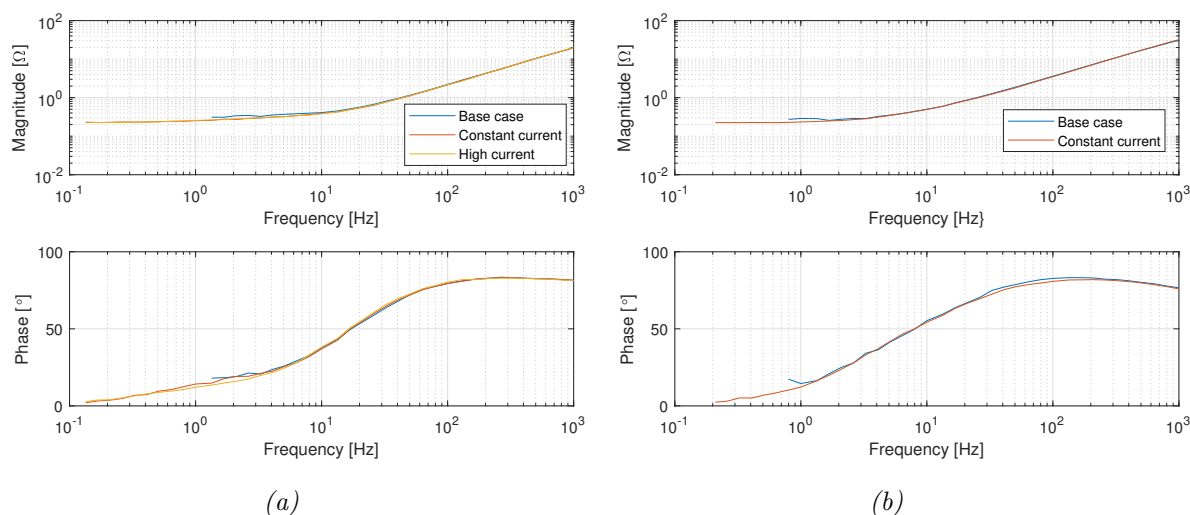 10^2
10^0
10^-2
Magnitude [Ω]
Base case
Constant current
High current
10^-1 10^0 10^1 10^2 10^3
Frequency [Hz]
100
50
0
Phase [°]
10^-1 10^0 10^1 10^2 10^3
Frequency [Hz]
(a)
10^2
10^0
10^-2
Magnitude [Ω]
Base case
Constant current
10^-1 10^0 10^1 10^2 10^3
Frequency [Hz}
100
50
0
Phase [°]
10^-1 10^0 10^1 10^2 10^3
Frequency [Hz]
(b)